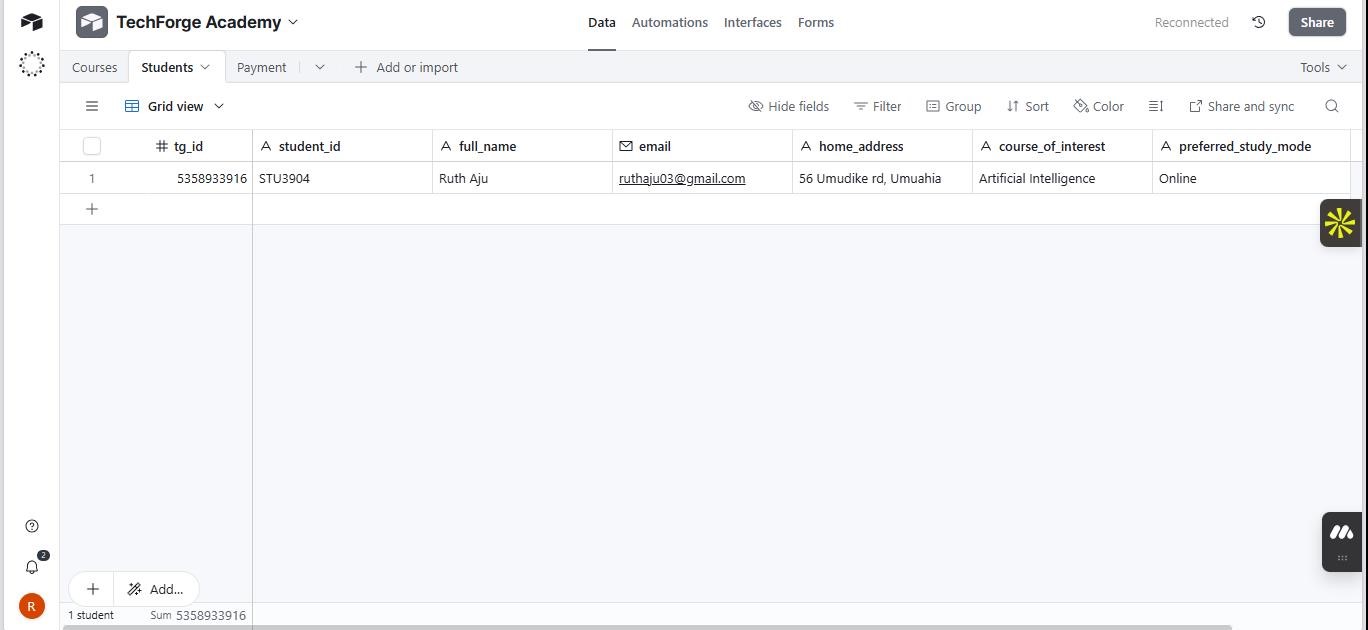 TechForge Academy
Data Automations Interfaces Forms
Reconnected
Share
Courses Students Payment Add or import Tools
Grid view Hide fields Filter Group Sort Color Share and sync
tg_id student_id full_name email home_address course_of_interest preferred_study_mode
1 5358933916 STU3904 Ruth Aju ruthaju03@gmail.com 56 Umudike rd, Umuahia Artificial Intelligence Online
2
Add...
R
1 student Sum 5358933916